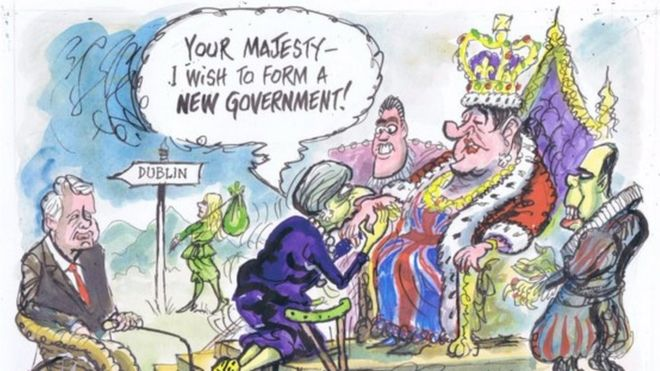 YOUR MAJESTY—
I WISH TO FORM A
NEW GOVERNMENT!
DUBLIN